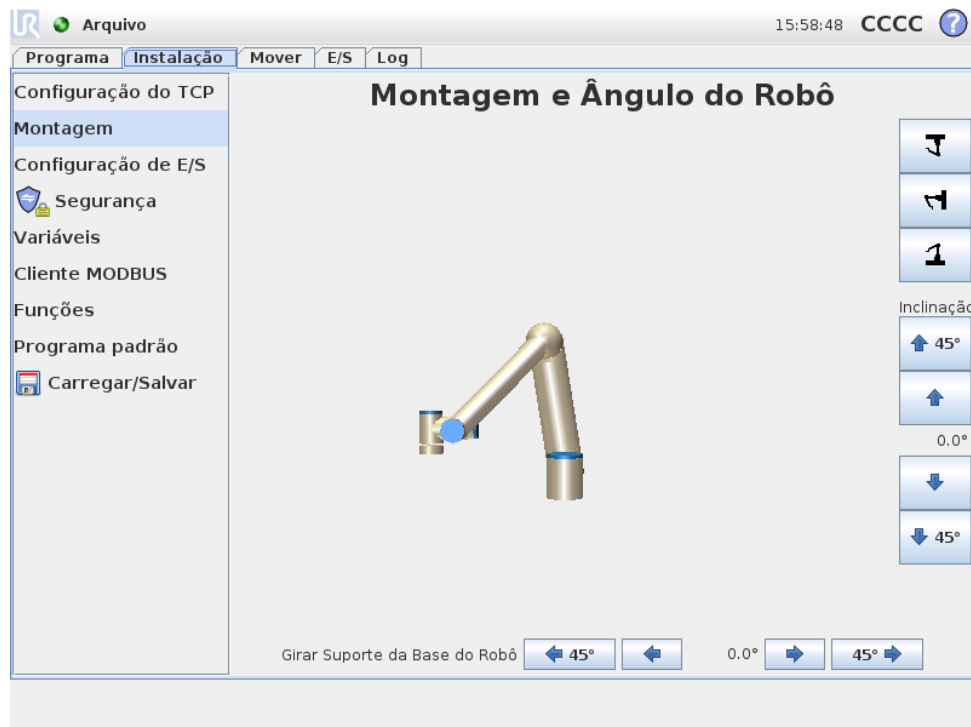 UR Arquivo 15:58:48 CCCC ?
Programa Instalação Mover E/S Log
Configuração do TCP
Montagem
Configuração de E/S
Segurança
Variáveis
Cliente MODBUS
Funções
Programa padrão
Carregar/Salvar
Montagem e Ângulo do Robô
Inclinação
45°
0.0°
45°
Girar Suporte da Base do Robô 45° 0.0° 45°